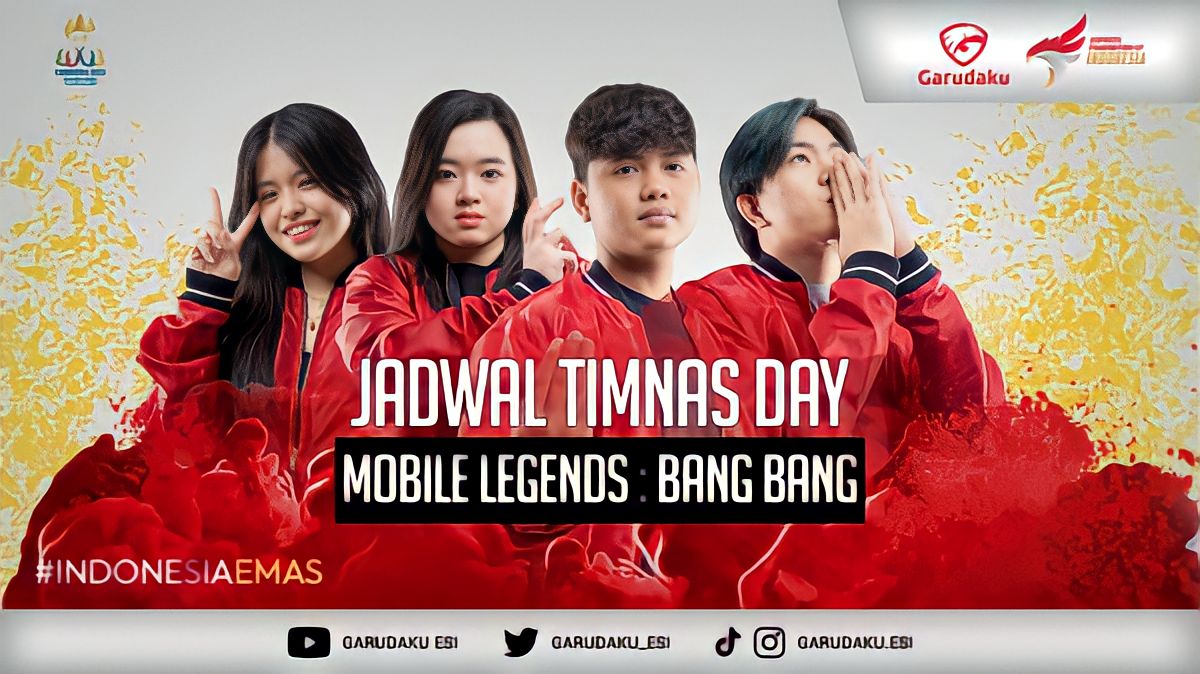 Garudaku
JADWAL TIMNAS DAY
MOBILE LEGENDS : BANG BANG
#INDONESIAEMAS
GARUDAKU ESI
GARUDAKU_ESI
GARUDAKU.ESI